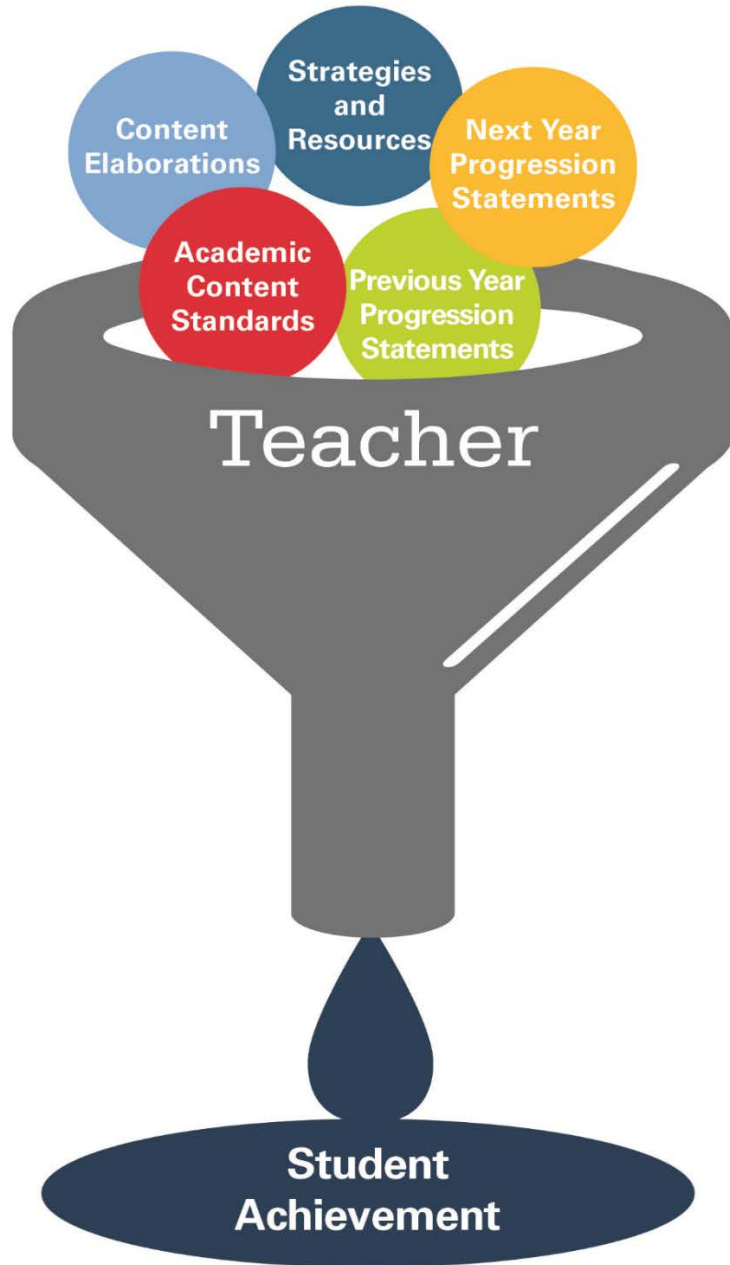 Strategies
and
Resources
Content
Elaborations
Next Year
Progression
Statements
Academic
Content
Standards
Previous Year
Progression
Statements
Teacher
Student
Achievement